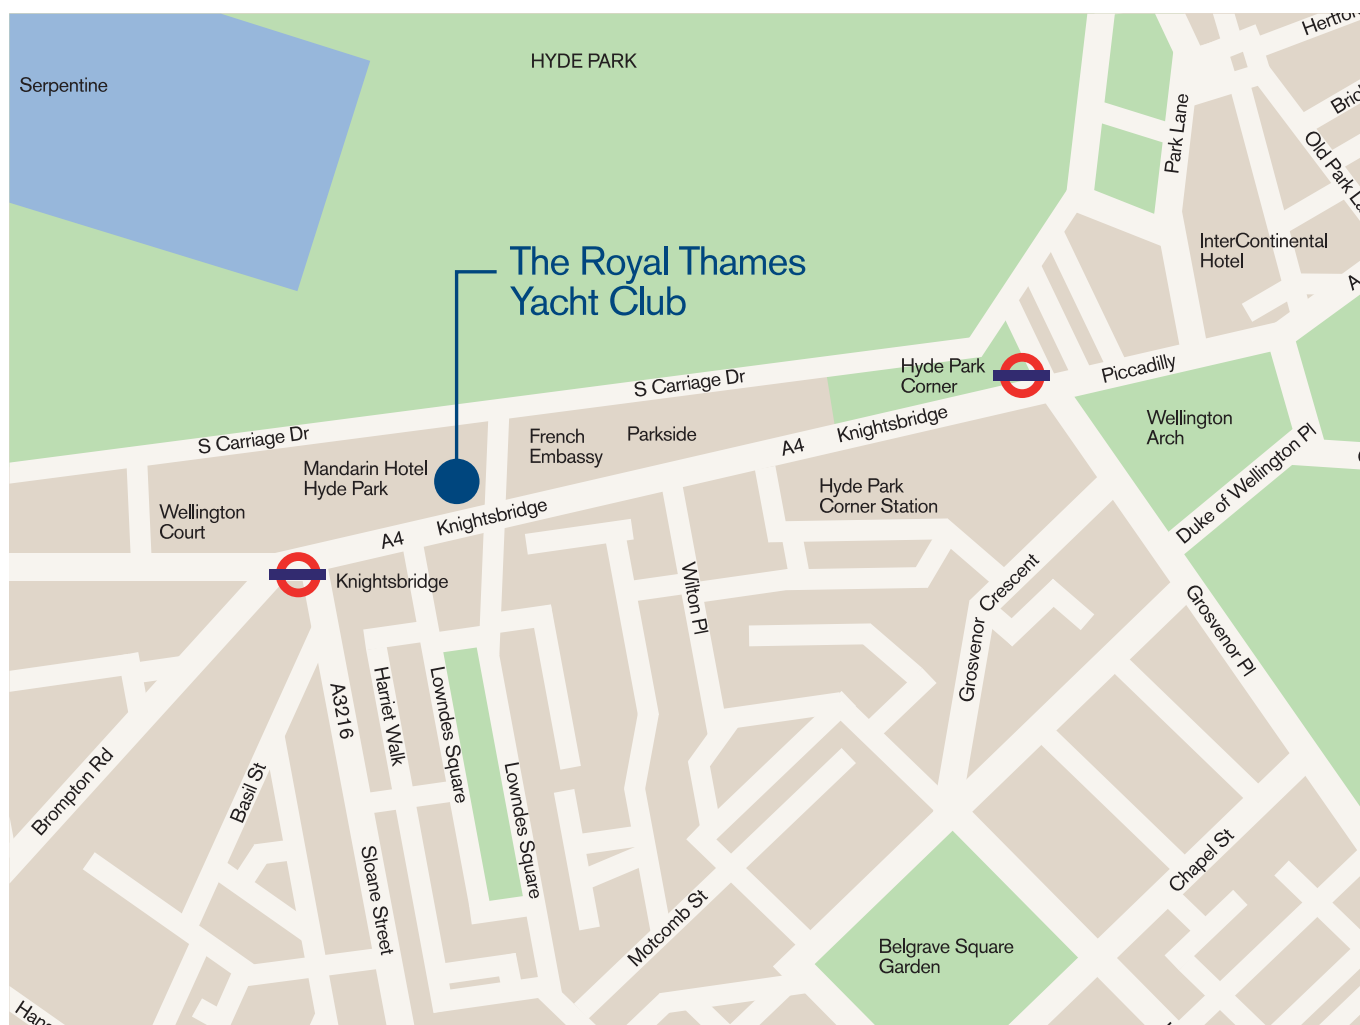 HYDE PARK
Serpentine
Park Lane
Old Park La
InterContinental
Hotel
The Royal Thames
Yacht Club
Hyde Park
Corner
Piccadilly
S Carriage Dr
Wellington
Arch
Knightsbridge
A4
French
Embassy
Parkside
S Carriage Dr
Mandarin Hotel
Hyde Park
Duke of Wellington Pl
Hyde Park
Corner Station
Wellington
Court
Knightsbridge
A4
Knightsbridge
Grosvenor Crescent
Wilton Pl
Grosvenor Pl
A3216
Harriet Walk
Lowndes Square
Lowndes Square
Brompton Rd
Basil St
Sloane Street
Chapel St
Motcomb St
Belgrave Square
Garden